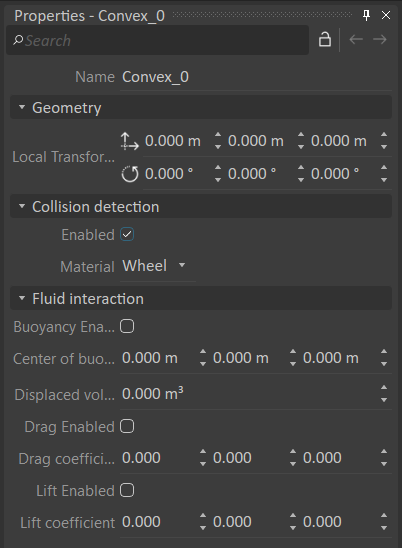 Properties - Convex_0
Search
Name Convex_0
Geometry
Local Transfor... 0.000 m 0.000 m 0.000 m
0.000 ° 0.000 ° 0.000 °
Collision detection
Enabled
Material Wheel
Fluid interaction
Buoyancy Ena...
Center of buo... 0.000 m 0.000 m 0.000 m
Displaced vol... 0.000 m³
Drag Enabled
Drag coeffici... 0.000 0.000 0.000
Lift Enabled
Lift coefficient 0.000 0.000 0.000